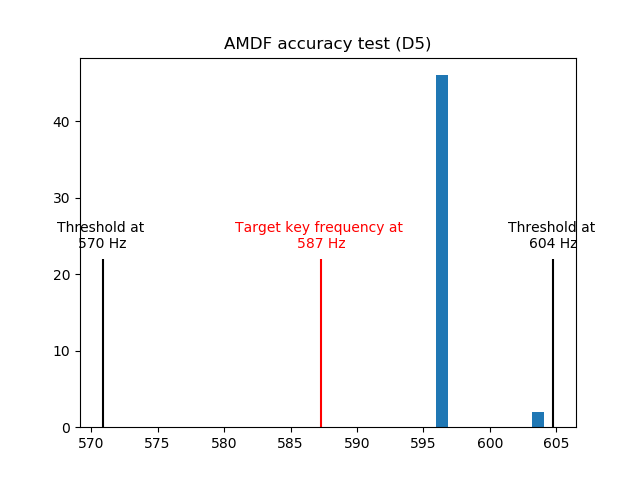 AMDF accuracy test (D5)
40
30
20
10
0
Threshold at
570 Hz
Target key frequency at
587 Hz
Threshold at
604 Hz
570
575
580
585
590
595
600
605